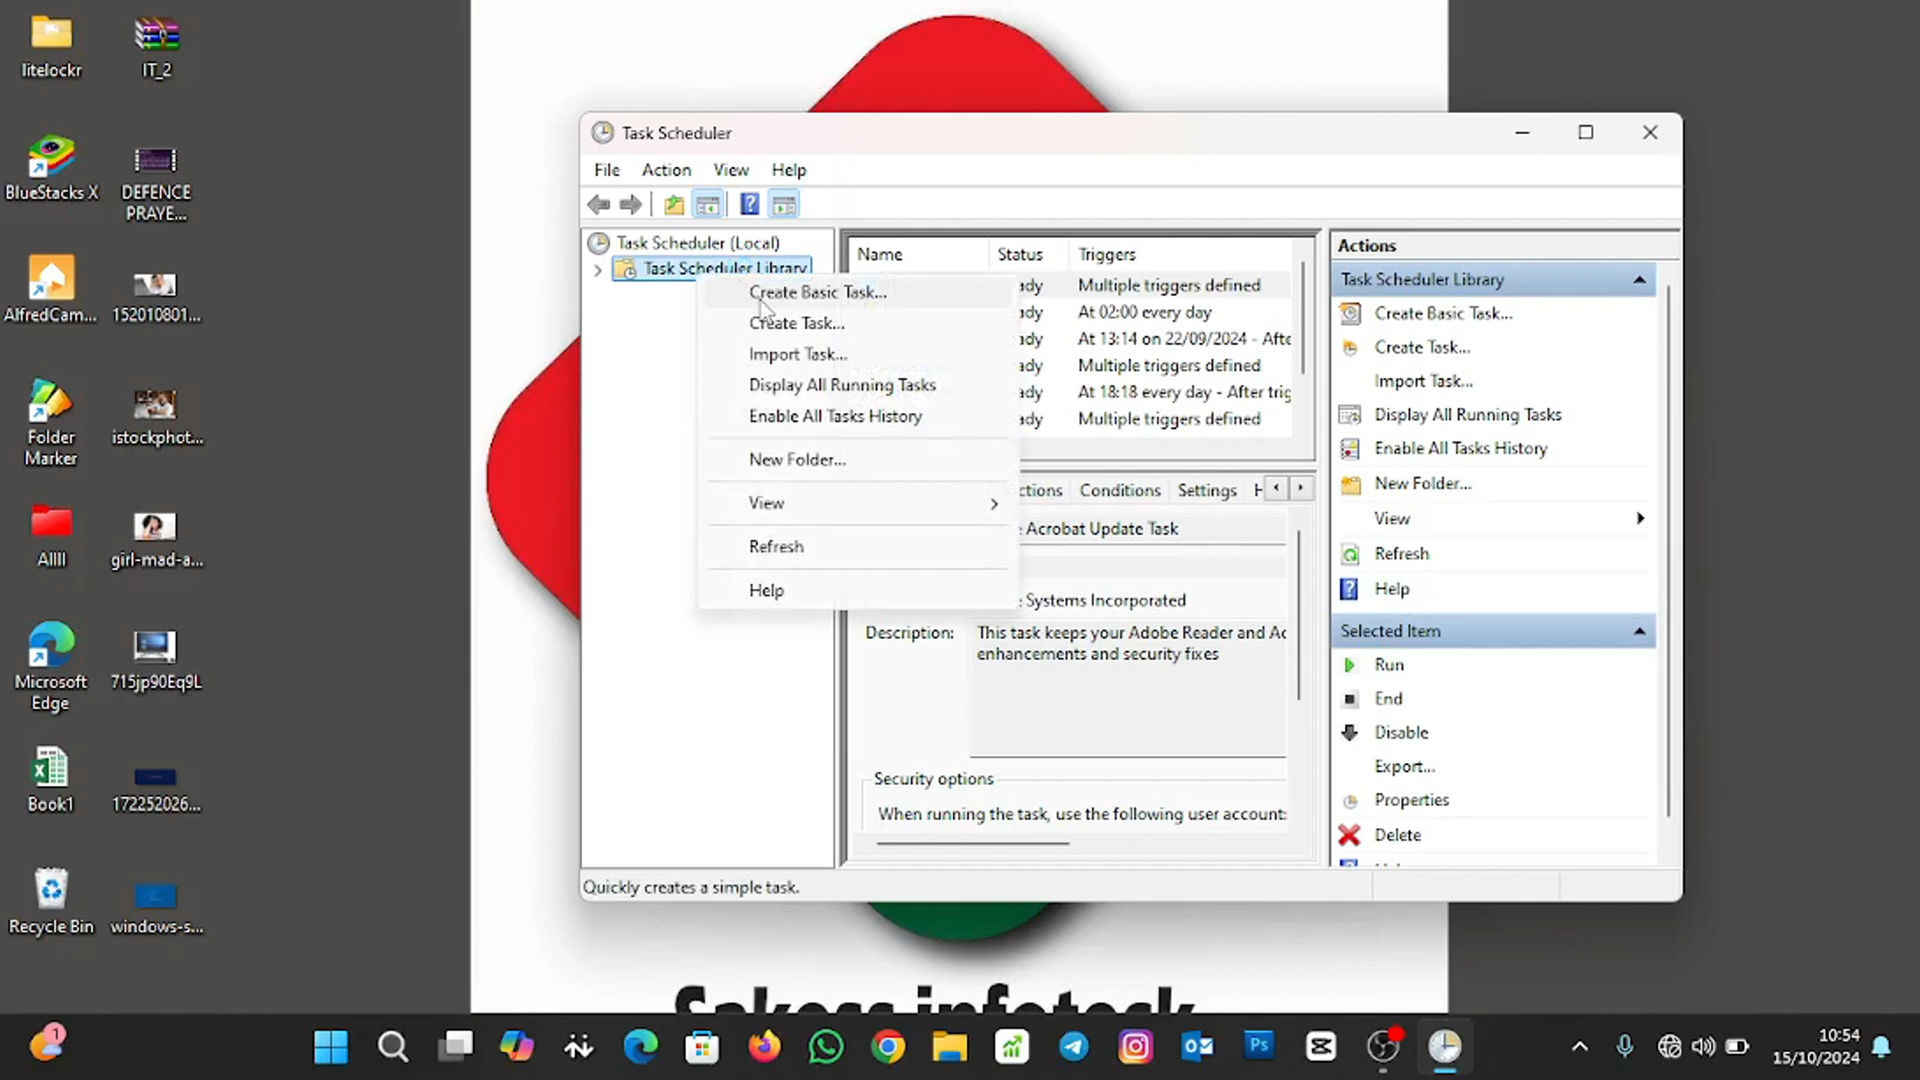 litelockr
IT_2
BlueStacks X
DEFENCE
PRAYE...
AlfredCam...
152010801...
Folder
Marker
istockphot...
Allll
girl-mad-a...
Microsoft
Edge
715jp90Eq9L
Book1
172252026...
Recycle Bin
windows-s...
Task Scheduler
File Action View Help
Task Scheduler (Local)
Task Scheduler Library
Create Basic Task...
Create Task...
Import Task...
Display All Running Tasks
Enable All Tasks History
New Folder...
View
Refresh
Help
Name Status Triggers
ady Multiple triggers defined
ady At 02:00 every day
ady At 13:14 on 22/09/2024 - Afte
ady Multiple triggers defined
ady At 18:18 every day - After trig
ady Multiple triggers defined
ctions Conditions Settings H
Acrobat Update Task
Systems Incorporated
Description: This task keeps your Adobe Reader and Ac
enhancements and security fixes
Security options
When running the task, use the following user account:
Actions
Task Scheduler Library
Create Basic Task...
Create Task...
Import Task...
Display All Running Tasks
Enable All Tasks History
New Folder...
View
Refresh
Help
Selected Item
Run
End
Disable
Export...
Properties
Delete
Quickly creates a simple task.
1
Ps
10:54
15/10/2024